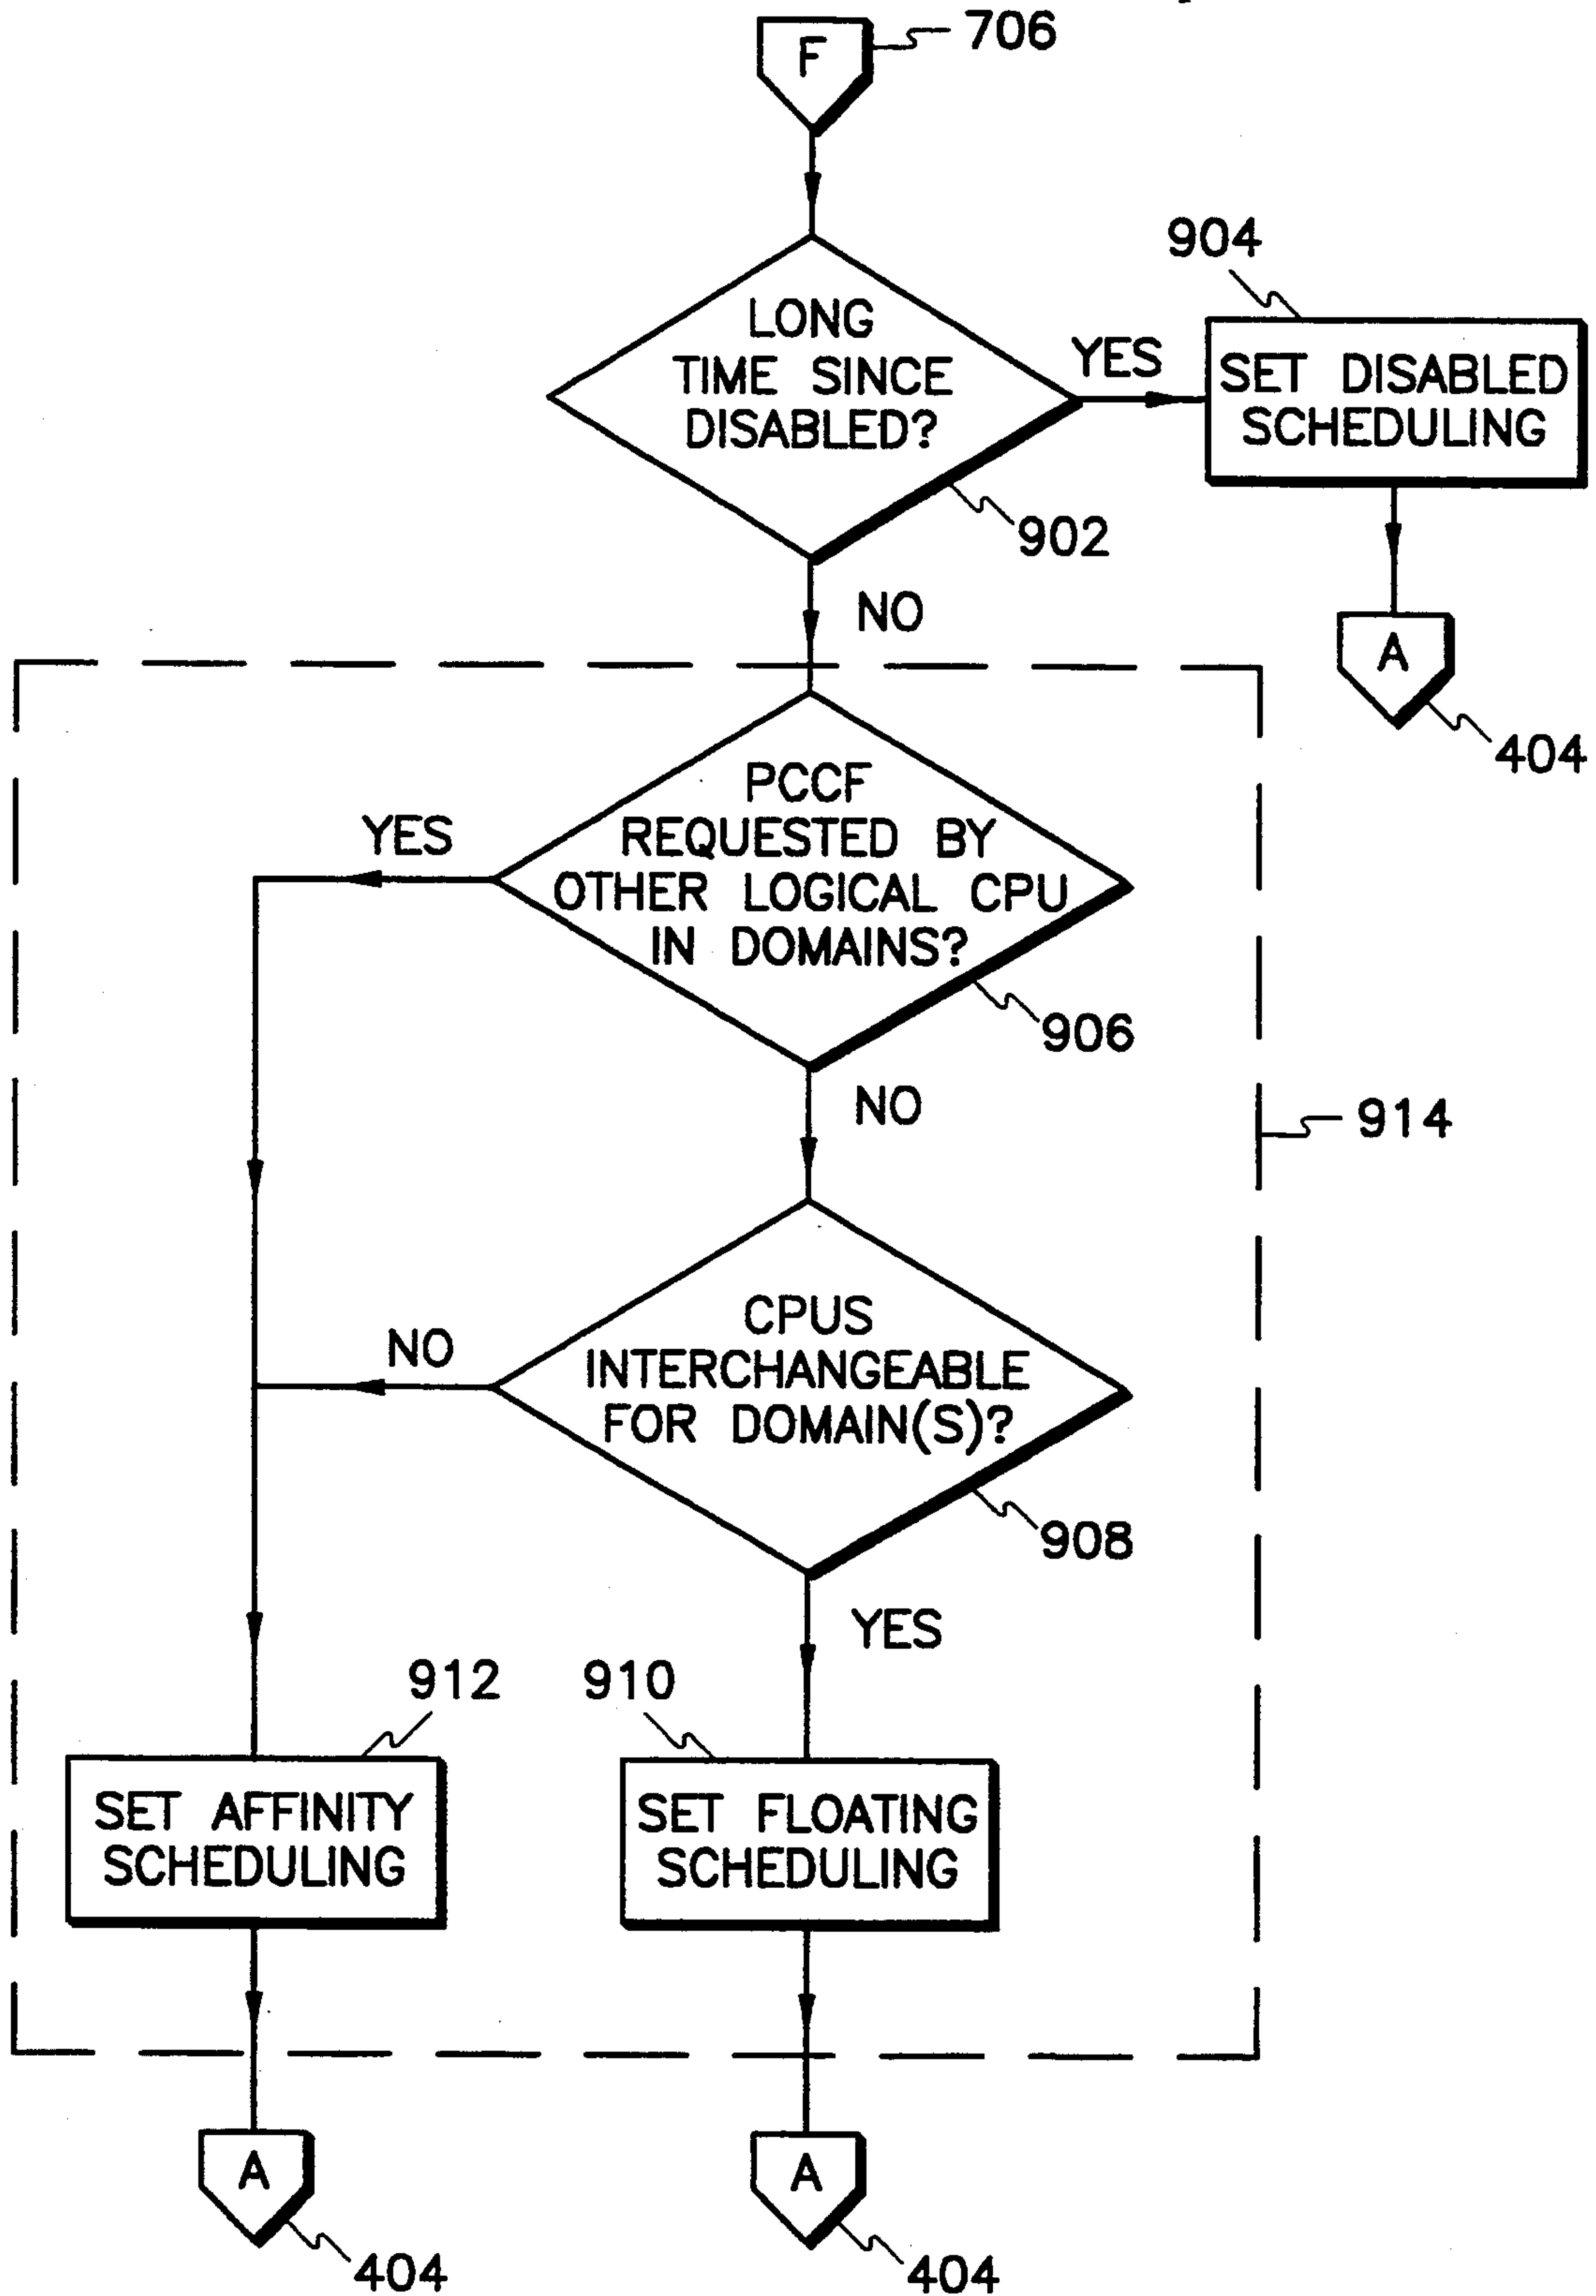 F
706
904
LONG
TIME SINCE
DISABLED?
YES
SET DISABLED
SCHEDULING
902
NO
A
404
PCCF
REQUESTED BY
OTHER LOGICAL CPU
IN DOMAINS?
YES
906
NO
914
CPUS
INTERCHANGEABLE
FOR DOMAIN(S)?
NO
908
YES
912
910
SET AFFINITY
SCHEDULING
SET FLOATING
SCHEDULING
A
A
404
404